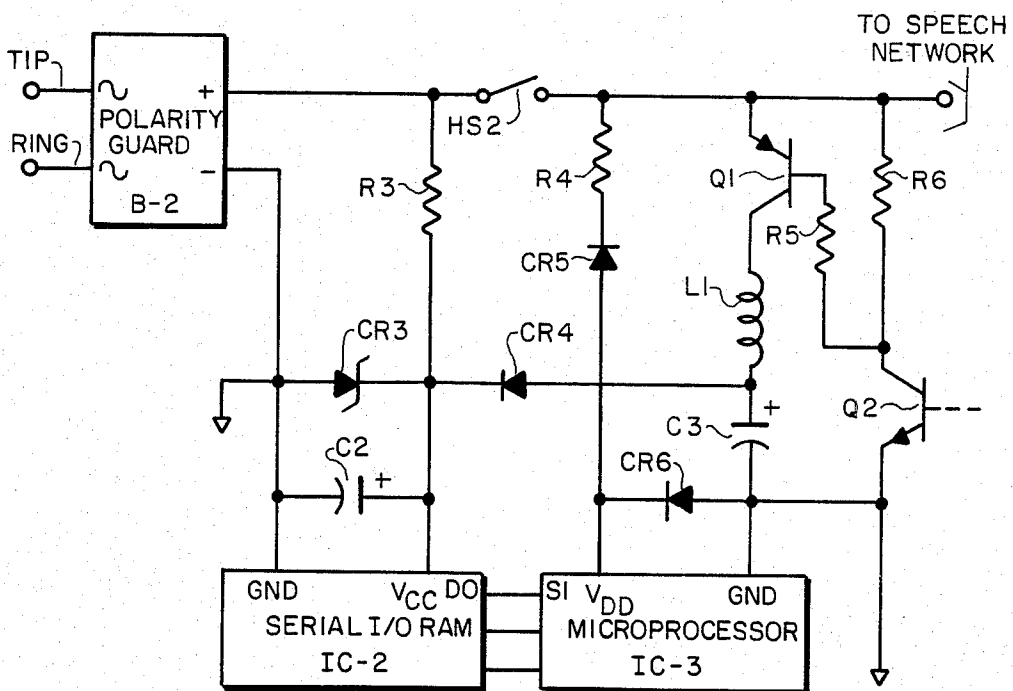 TO SPEECH
NETWORK
TIP
+
POLARITY
GUARD
HS2
RING
−
B-2
R3
R4
Q1
R5
R6
CR5
L1
CR3
CR4
Q2
C3
+
C2
+
CR6
GND
VCC
DO
SI
VDD
GND
SERIAL I/O RAM
MICROPROCESSOR
IC-2
IC-3